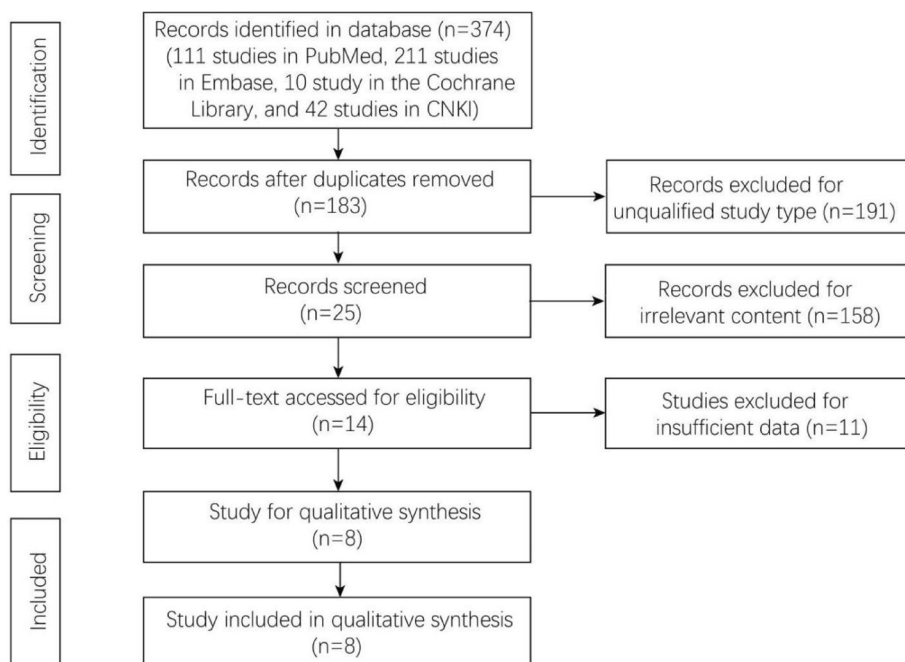 Identification
Records identified in database (n=374)
(111 studies in PubMed, 211 studies
in Embase, 10 study in the Cochrane
Library, and 42 studies in CNKI)
Records after duplicates removed
(n=183)
Records excluded for
unqualified study type (n=191)
Screening
Records screened
(n=25)
Records excluded for
irrelevant content (n=158)
Eligibility
Full-text accessed for eligibility
(n=14)
Studies excluded for
insufficient data (n=11)
Study for qualitative synthesis
(n=8)
Included
Study included in qualitative synthesis
(n=8)